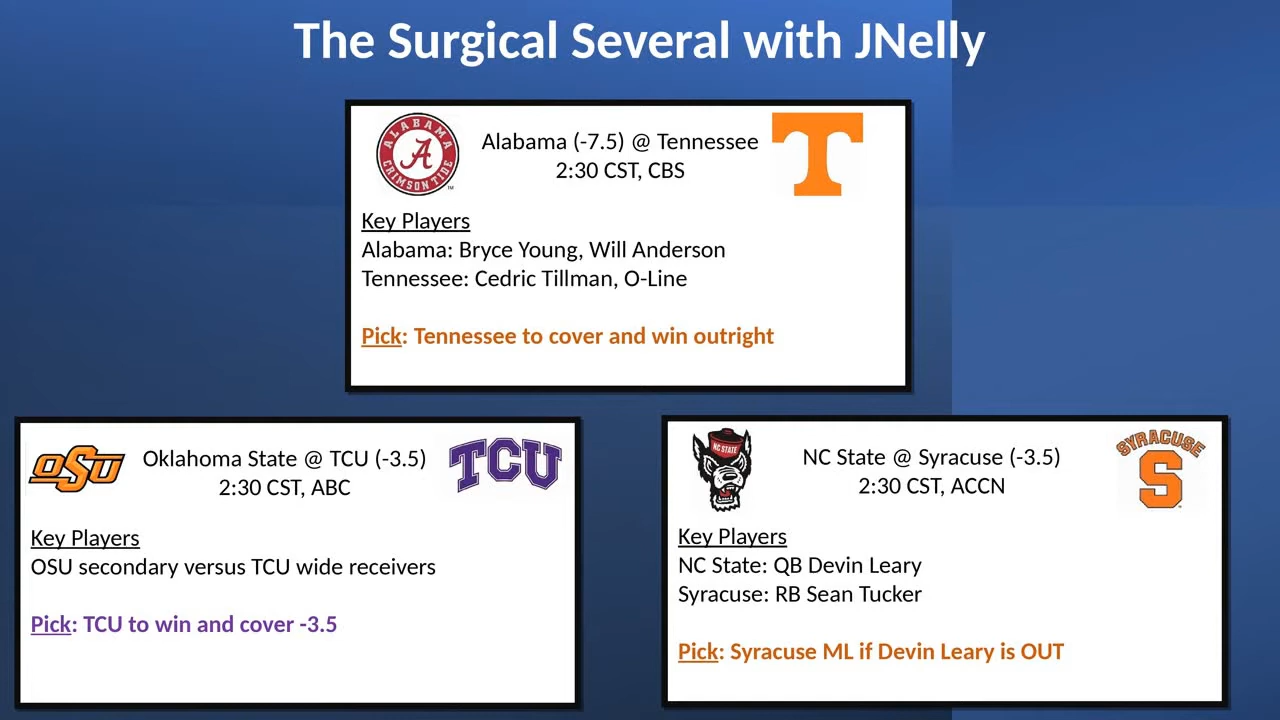 The Surgical Several with JNelly
ALABAMA
A
CRIMSON TIDE
TM
Alabama (-7.5) @ Tennessee
2:30 CST, CBS
T
Key Players
Alabama: Bryce Young, Will Anderson
Tennessee: Cedric Tillman, O-Line
Pick: Tennessee to cover and win outright
OSU
Oklahoma State @ TCU (-3.5)
2:30 CST, ABC
TCU
Key Players
OSU secondary versus TCU wide receivers
Pick: TCU to win and cover -3.5
NC STATE
NC State @ Syracuse (-3.5)
2:30 CST, ACCN
SYRACUSE
S
Key Players
NC State: QB Devin Leary
Syracuse: RB Sean Tucker
Pick: Syracuse ML if Devin Leary is OUT